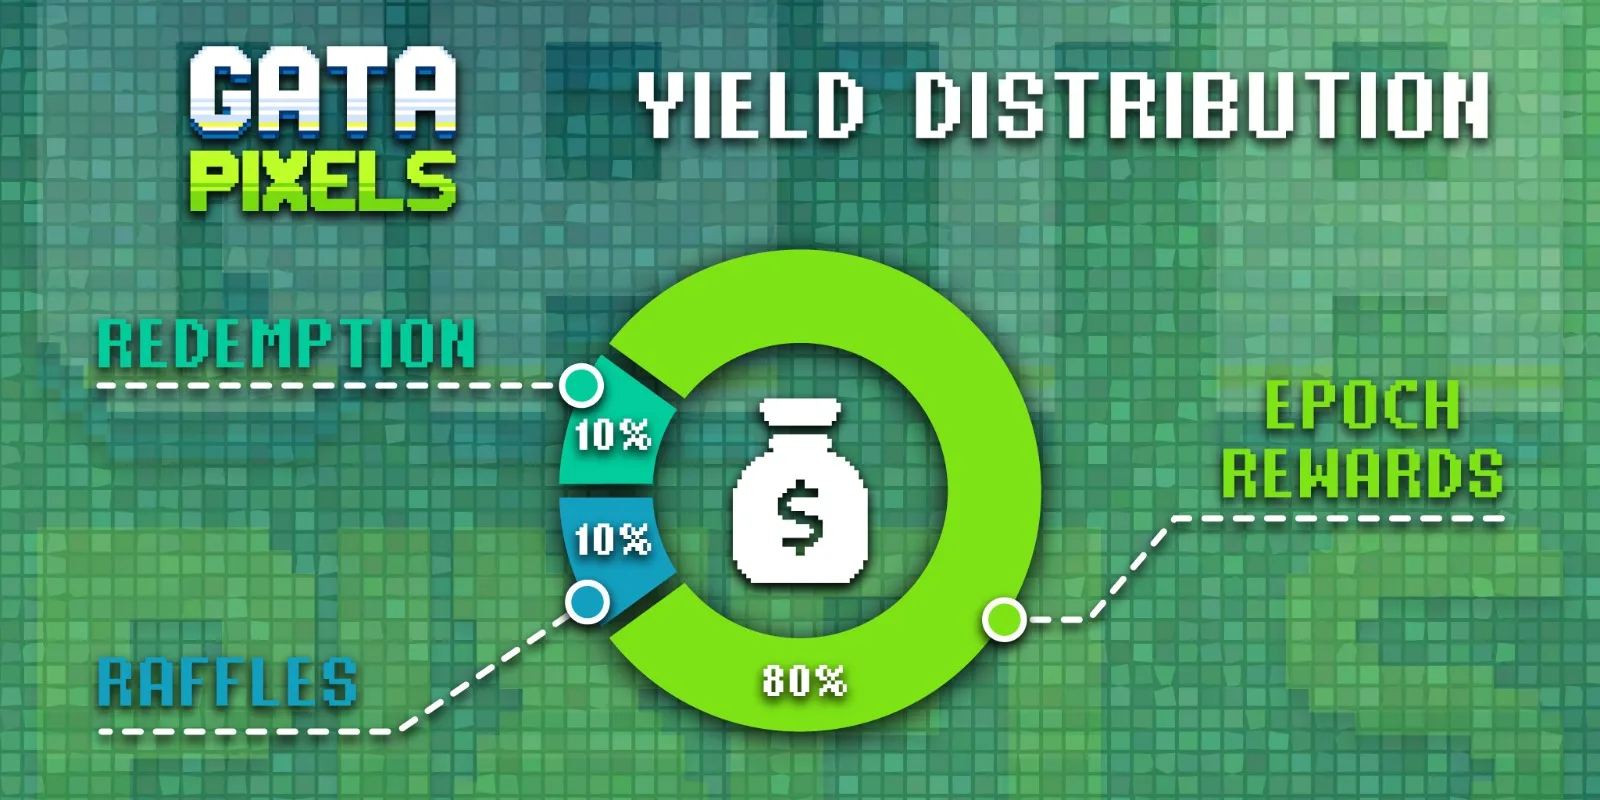 GATA
PIXELS
YIELD DISTRIBUTION
REDEMPTION
10%
10%
$
RAFFLES
EPOCH
REWARDS
80%